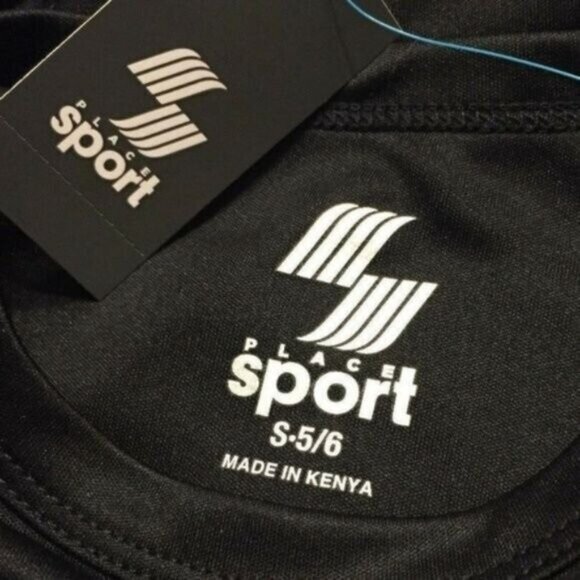 PLACE
sport
PLACE
sport
S·5/6
MADE IN KENYA